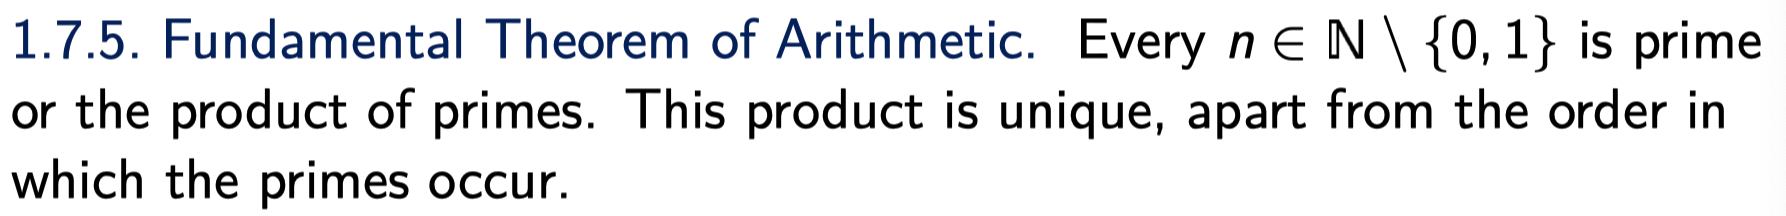 1.7.5. Fundamental Theorem of Arithmetic. Every n ∈ ℕ \ {0, 1} is prime
or the product of primes. This product is unique, apart from the order in
which the primes occur.